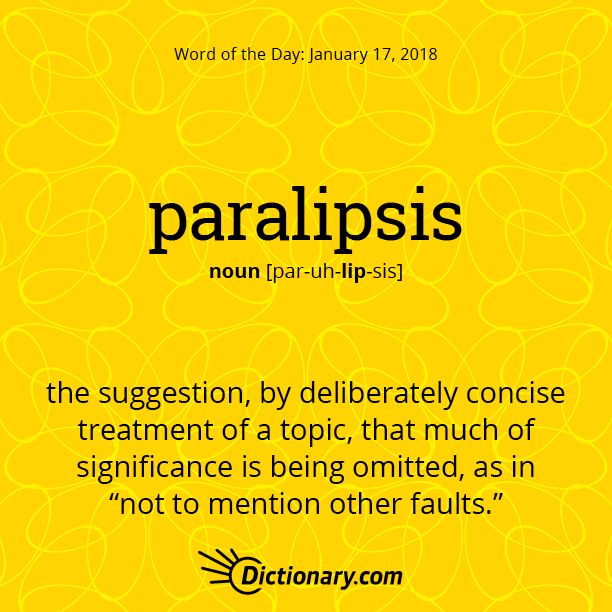 Word of the Day: January 17, 2018
paralipsis
noun [par-uh-lip-sis]
the suggestion, by deliberately concise
treatment of a topic, that much of
significance is being omitted, as in
“not to mention other faults.”
Dictionary.com